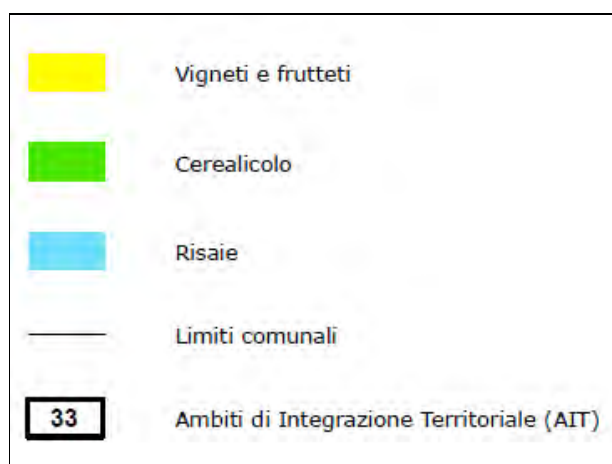 Vigneti e frutteti
Cerealicolo
Risaie
Limiti comunali
33 Ambiti di Integrazione Territoriale (AIT)